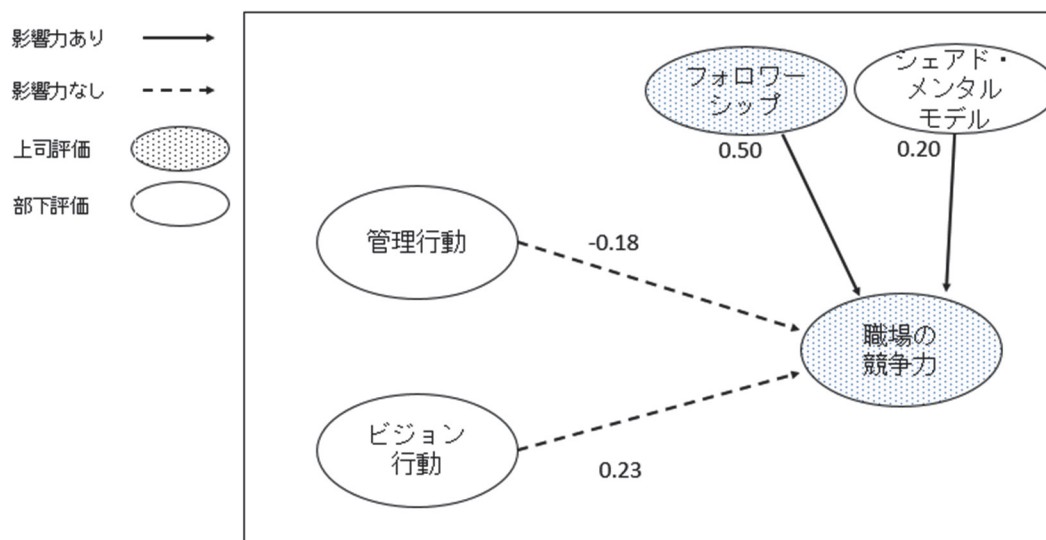 影響力あり
影響力なし
上司評価
部下評価
フォロワー
シップ
シェアド・
メンタル
モデル
0.50
0.20
管理行動
-0.18
職場の
競争力
ビジョン
行動
0.23